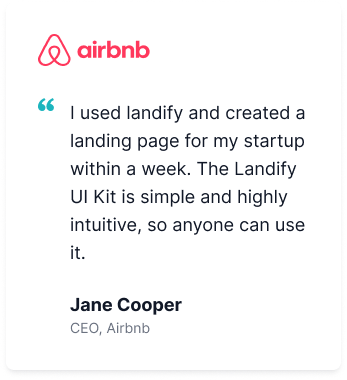 airbnb
“
I used landify and created a
landing page for my startup
within a week. The Landify
UI Kit is simple and highly
intuitive, so anyone can use
it.
Jane Cooper
CEO, Airbnb